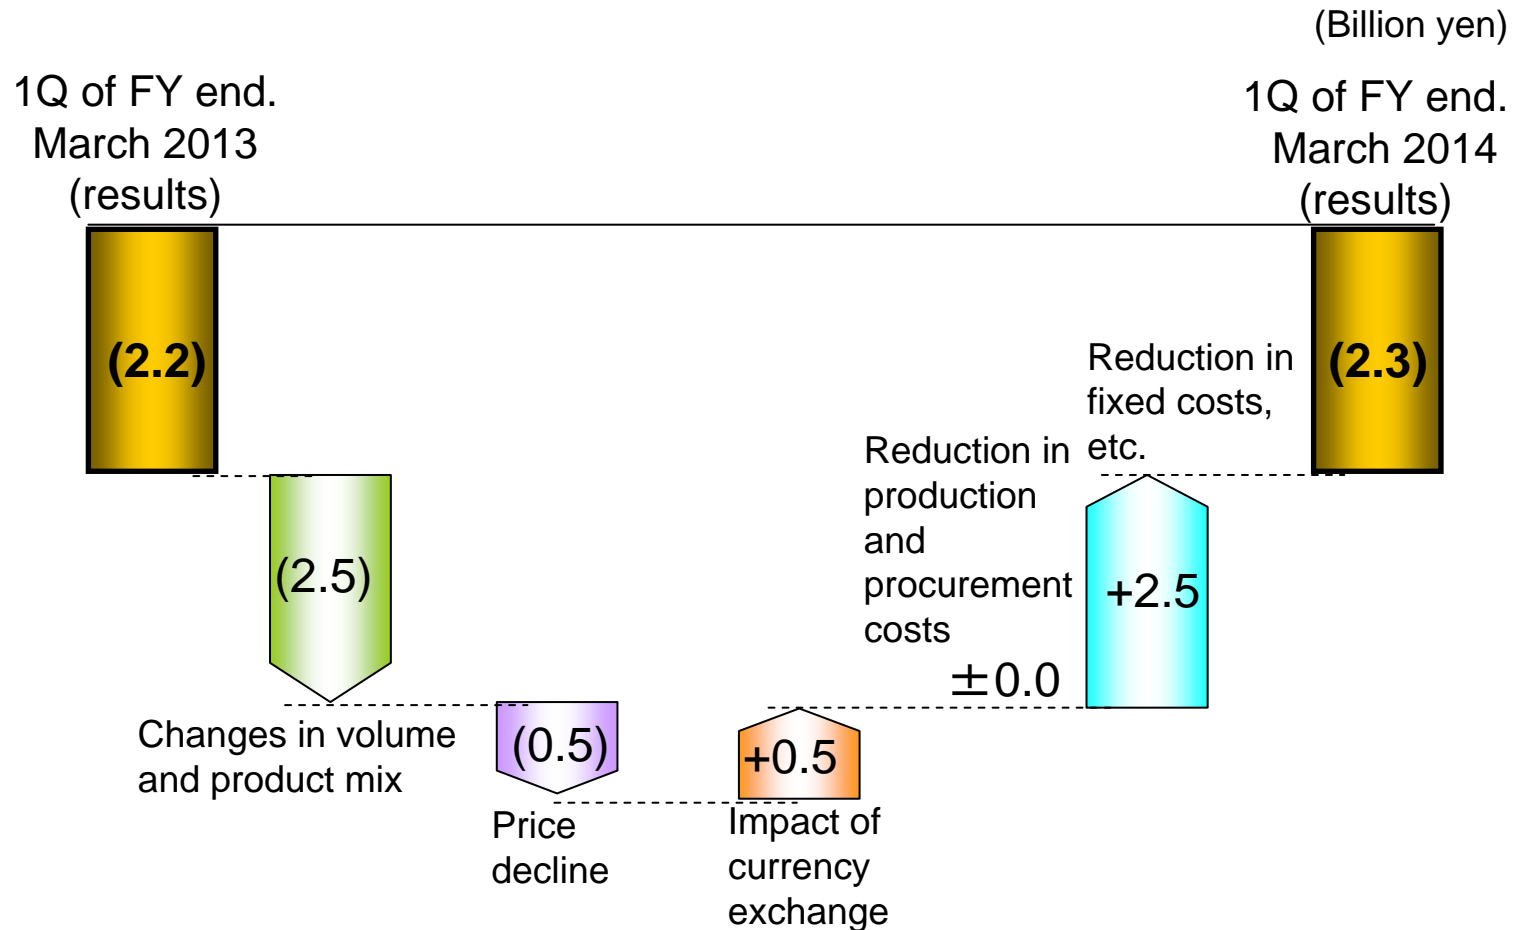 (Billion yen)
1Q of FY end.
March 2013
(results)
1Q of FY end.
March 2014
(results)
(2.2)
(2.5)
Changes in volume
and product mix
(0.5)
Price
decline
+0.5
Impact of
currency
exchange
Reduction in
production
and
procurement
costs
±0.0
Reduction in
fixed costs,
etc.
+2.5
(2.3)